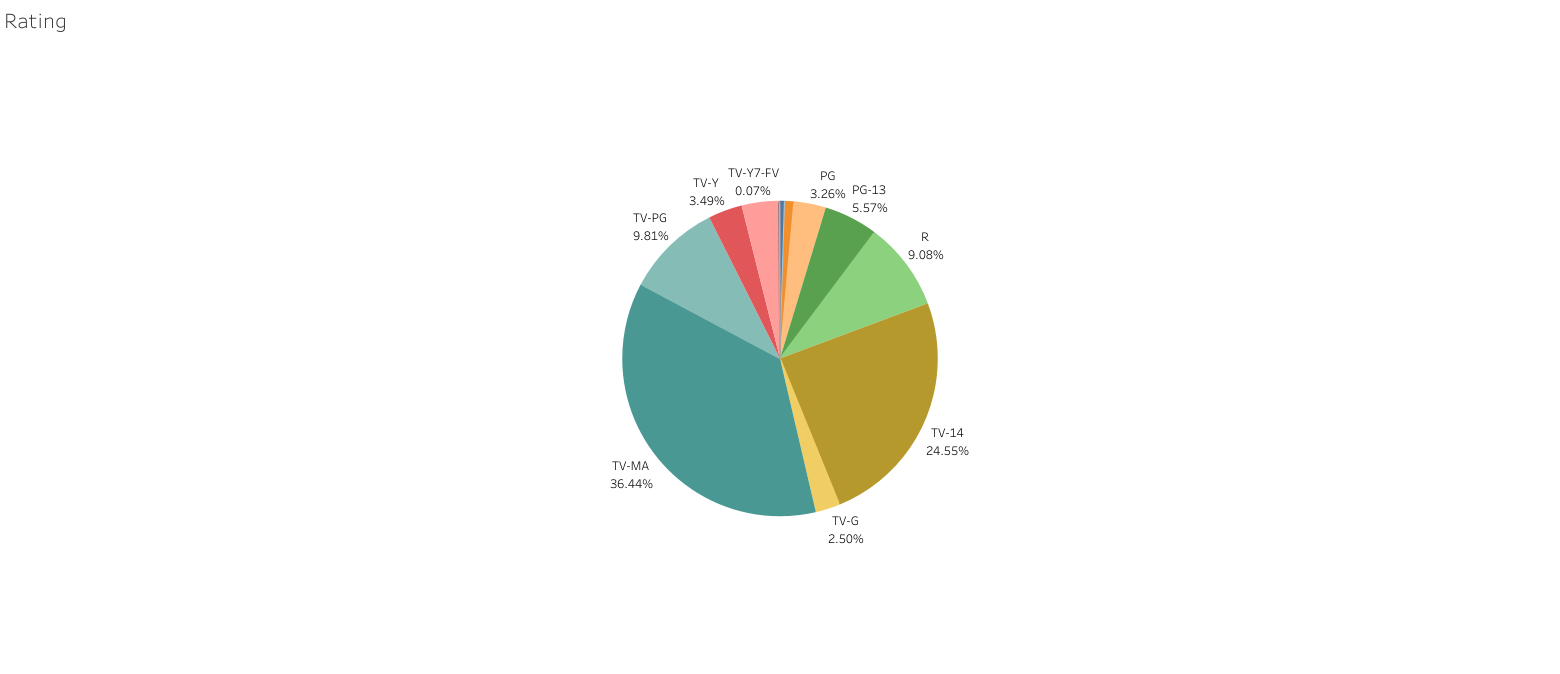 Rating
TV-Y7-FV
0.07%
PG
3.26%
TV-Y
3.49%
PG-13
5.57%
TV-PG
9.81%
R
9.08%
TV-14
24.55%
TV-MA
36.44%
TV-G
2.50%